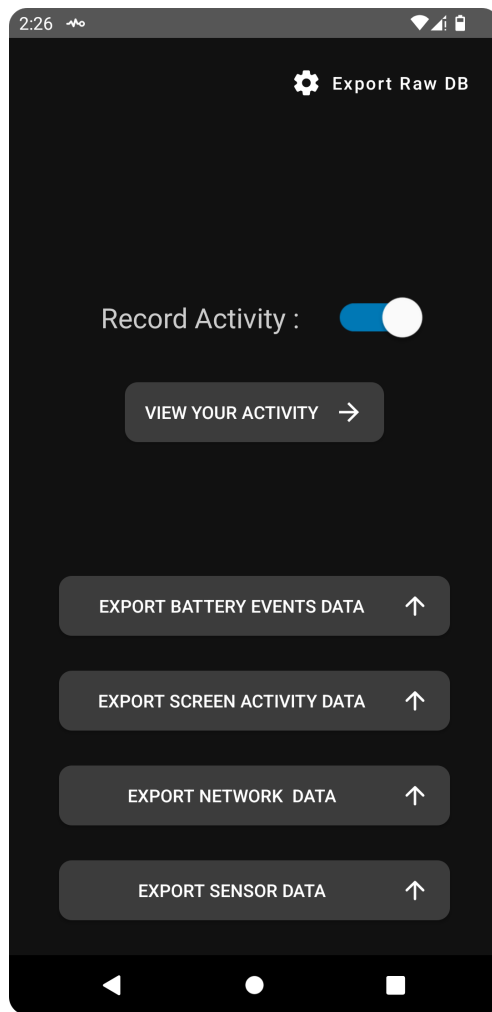 2:26
Export Raw DB
Record Activity :
VIEW YOUR ACTIVITY
EXPORT BATTERY EVENTS DATA
EXPORT SCREEN ACTIVITY DATA
EXPORT NETWORK  DATA
EXPORT SENSOR DATA